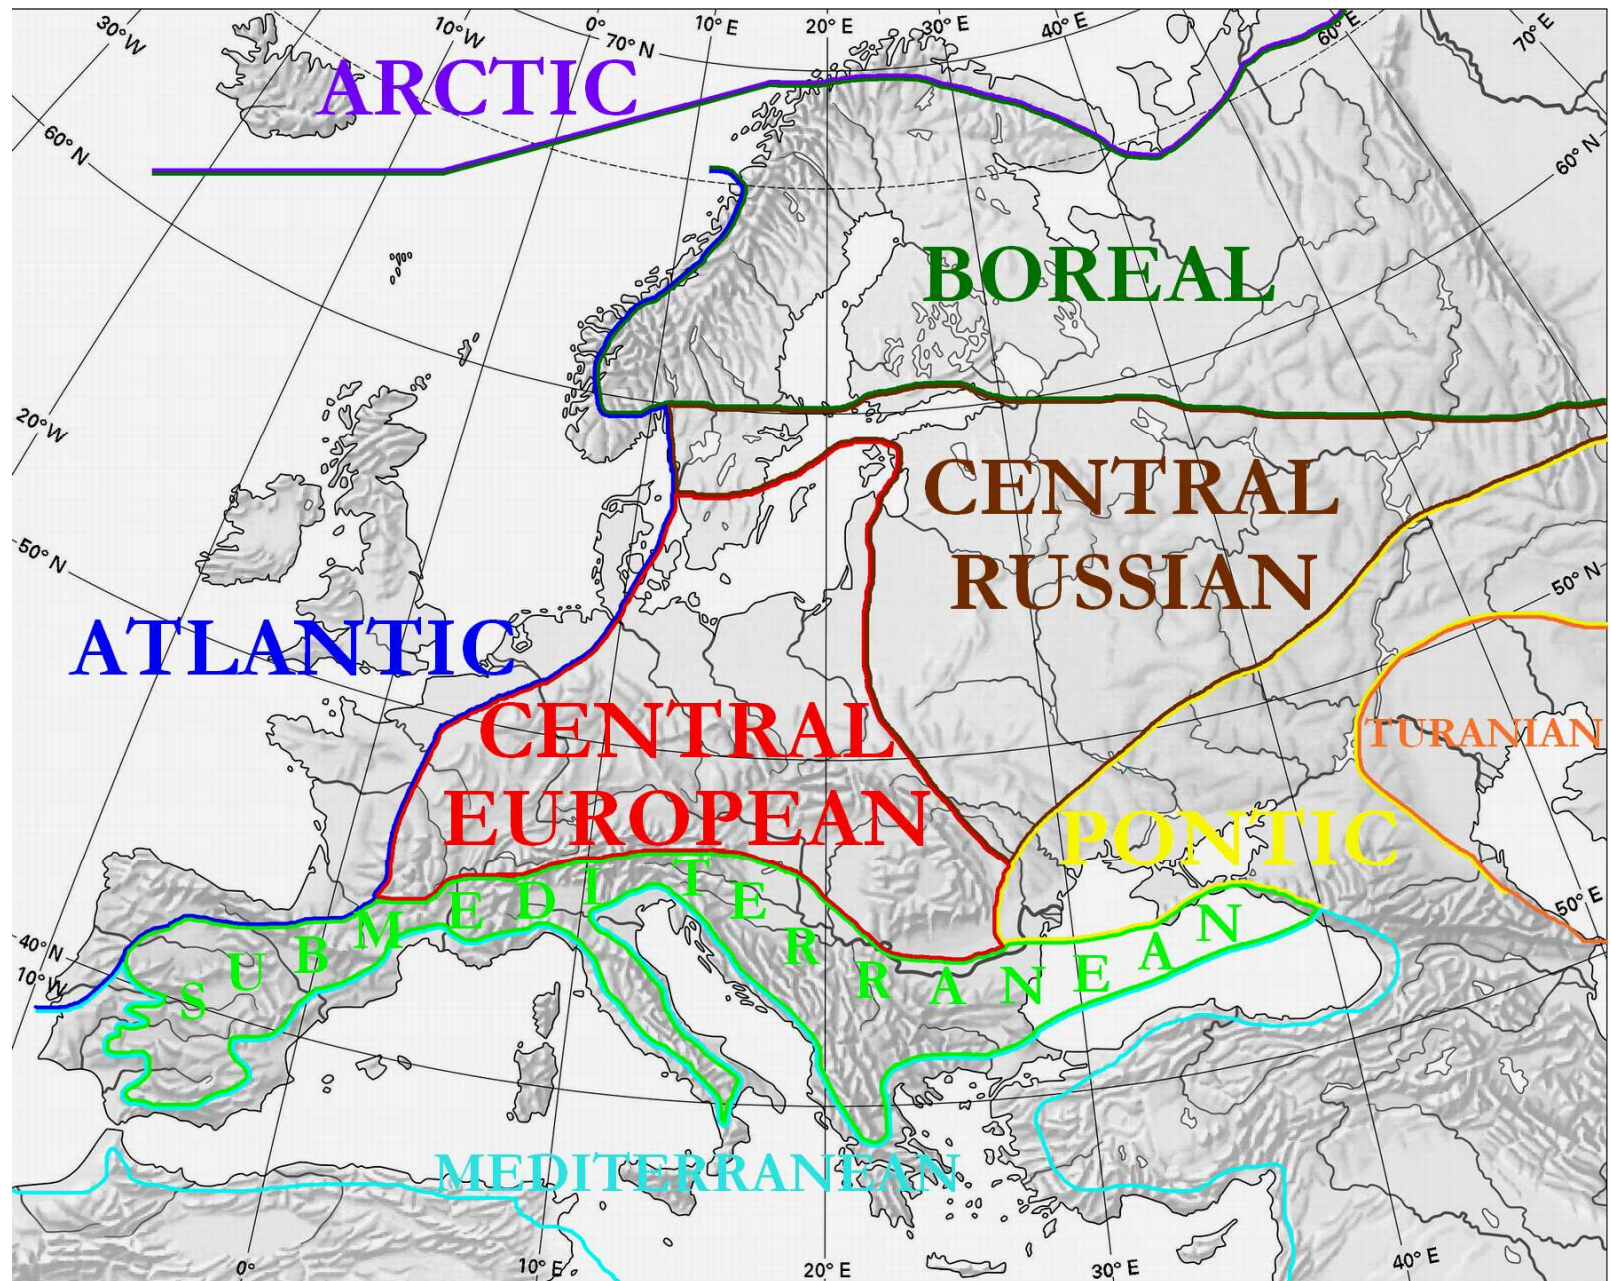 30°W
10°W
0°
70° N
10° E
20° E
30° E
40° E
60° E
70° E
ARCTIC
60° N
60° N
BOREAL
20°W
CENTRAL
RUSSIAN
50° N
50° N
ATLANTIC
CENTRAL
EUROPEAN
TURANIAN
PONTIC
SUBMEDITERRANEAN
50° E
40° N
10°W
MEDITERRANEAN
0°
10° E
20° E
30° E
40° E